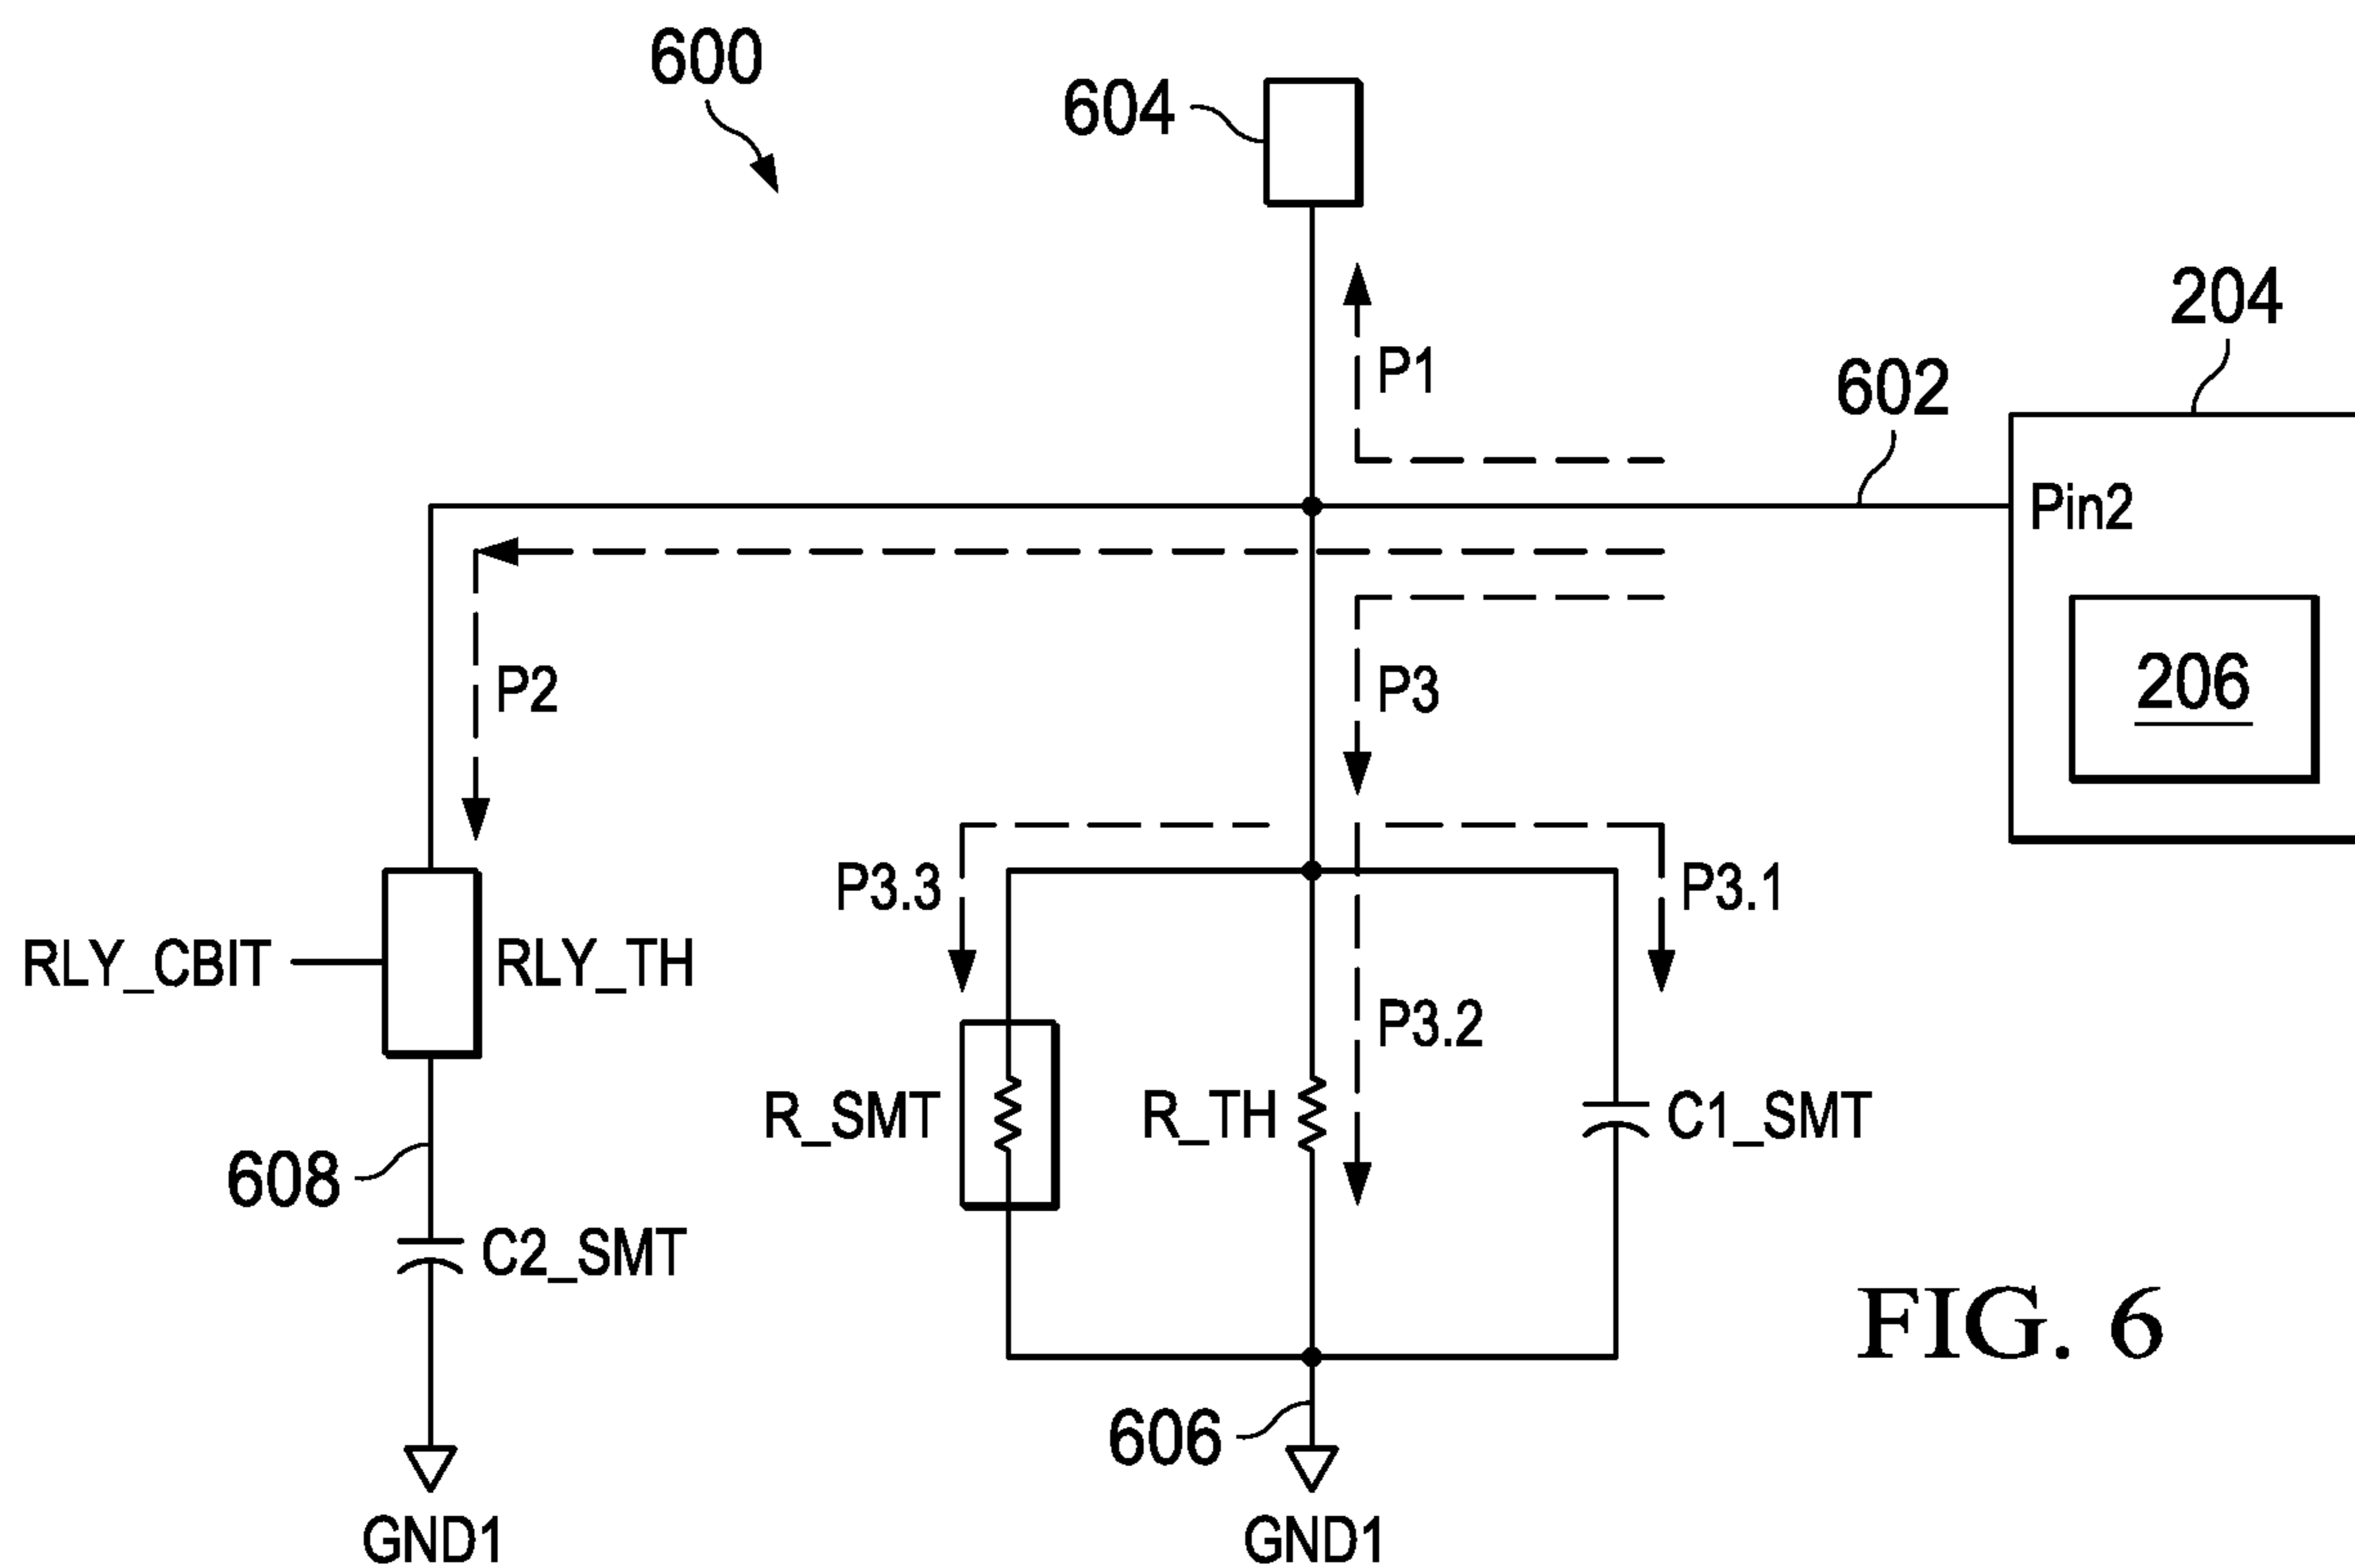 600
604
204
P1
602
Pin2
P2
P3
206
P3.3
P3.1
RLY_CBIT
RLY_TH
P3.2
R_SMT
R_TH
C1_SMT
608
C2_SMT
FIG. 6
606
GND1
GND1